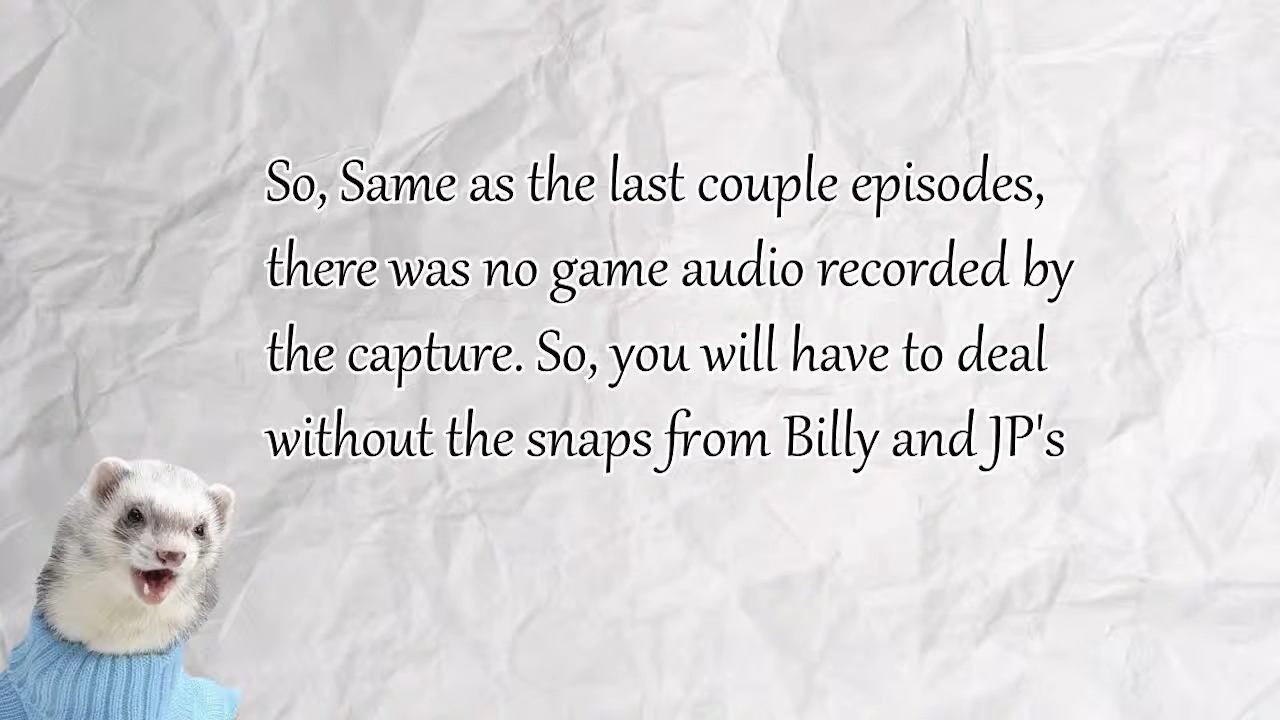 So, Same as the last couple episodes,
there was no game audio recorded by
the capture. So, you will have to deal
without the snaps from Billy and JP's